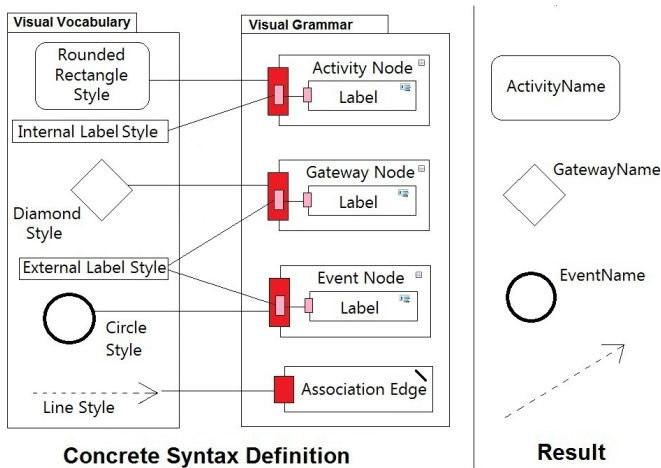 Visual Vocabulary
Rounded
Rectangle
Style
Internal Label Style
Diamond
Style
External Label Style
Circle
Style
Line Style
Visual Grammar
Activity Node
Label
Gateway Node
Label
Event Node
Label
Association Edge
Concrete Syntax Definition
ActivityName
GatewayName
EventName
Result